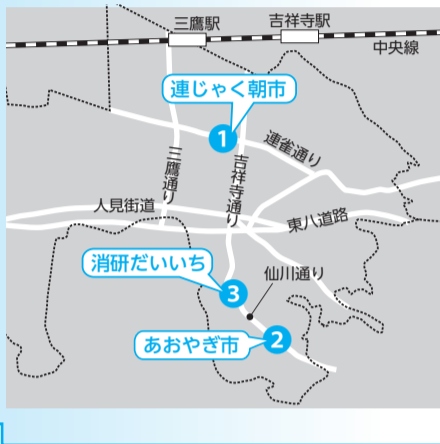 三鷹駅
吉祥寺駅
中央線
連じゃく朝市
1
連雀通り
三鷹通り
吉祥寺通り
人見街道
東八道路
消研だいいち
仙川通り
3
あおやぎ市
2